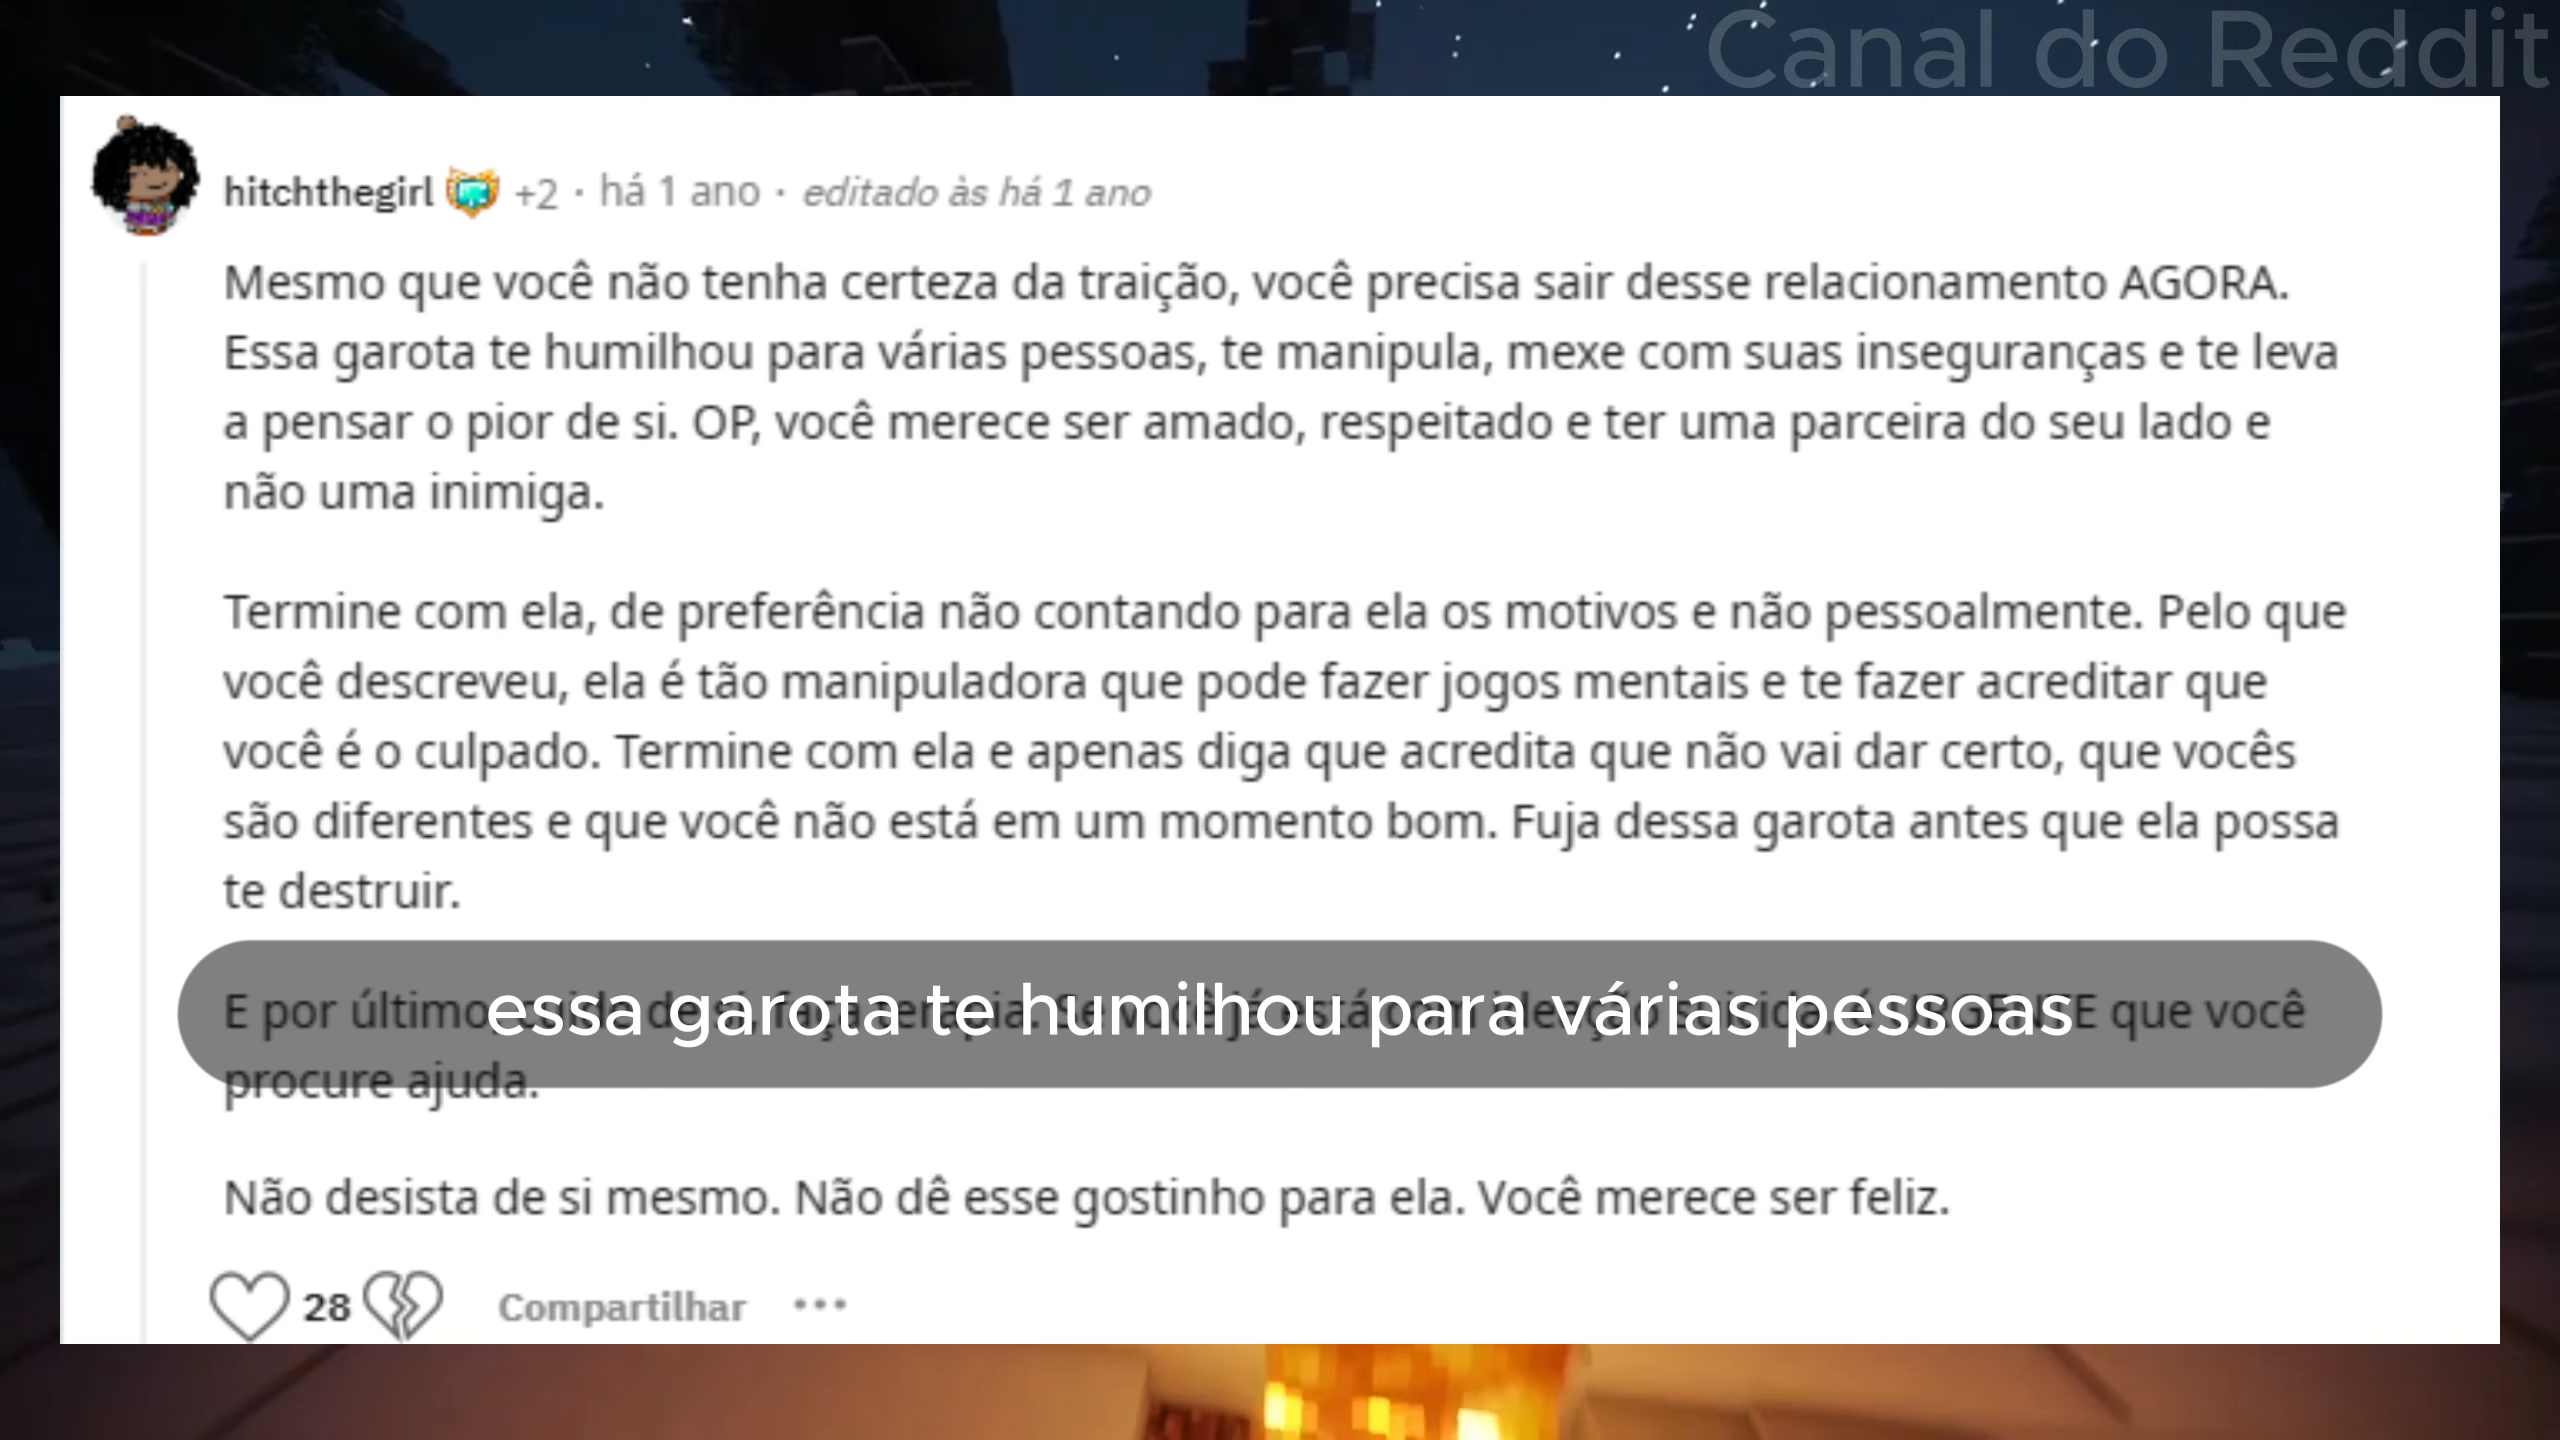 Canal do Reddit
hitchthegirl +2 · há 1 ano · editado às há 1 ano
Mesmo que você não tenha certeza da traição, você precisa sair desse relacionamento AGORA.
Essa garota te humilhou para várias pessoas, te manipula, mexe com suas inseguranças e te leva
a pensar o pior de si. OP, você merece ser amado, respeitado e ter uma parceira do seu lado e
não uma inimiga.
Termine com ela, de preferência não contando para ela os motivos e não pessoalmente. Pelo que
você descreveu, ela é tão manipuladora que pode fazer jogos mentais e te fazer acreditar que
você é o culpado. Termine com ela e apenas diga que acredita que não vai dar certo, que vocês
são diferentes e que você não está em um momento bom. Fuja dessa garota antes que ela possa
te destruir.
E por último que você
essa garota te humilhou para várias pessoas
procure ajuda.
Não desista de si mesmo. Não dê esse gostinho para ela. Você merece ser feliz.
28 Compartilhar •••